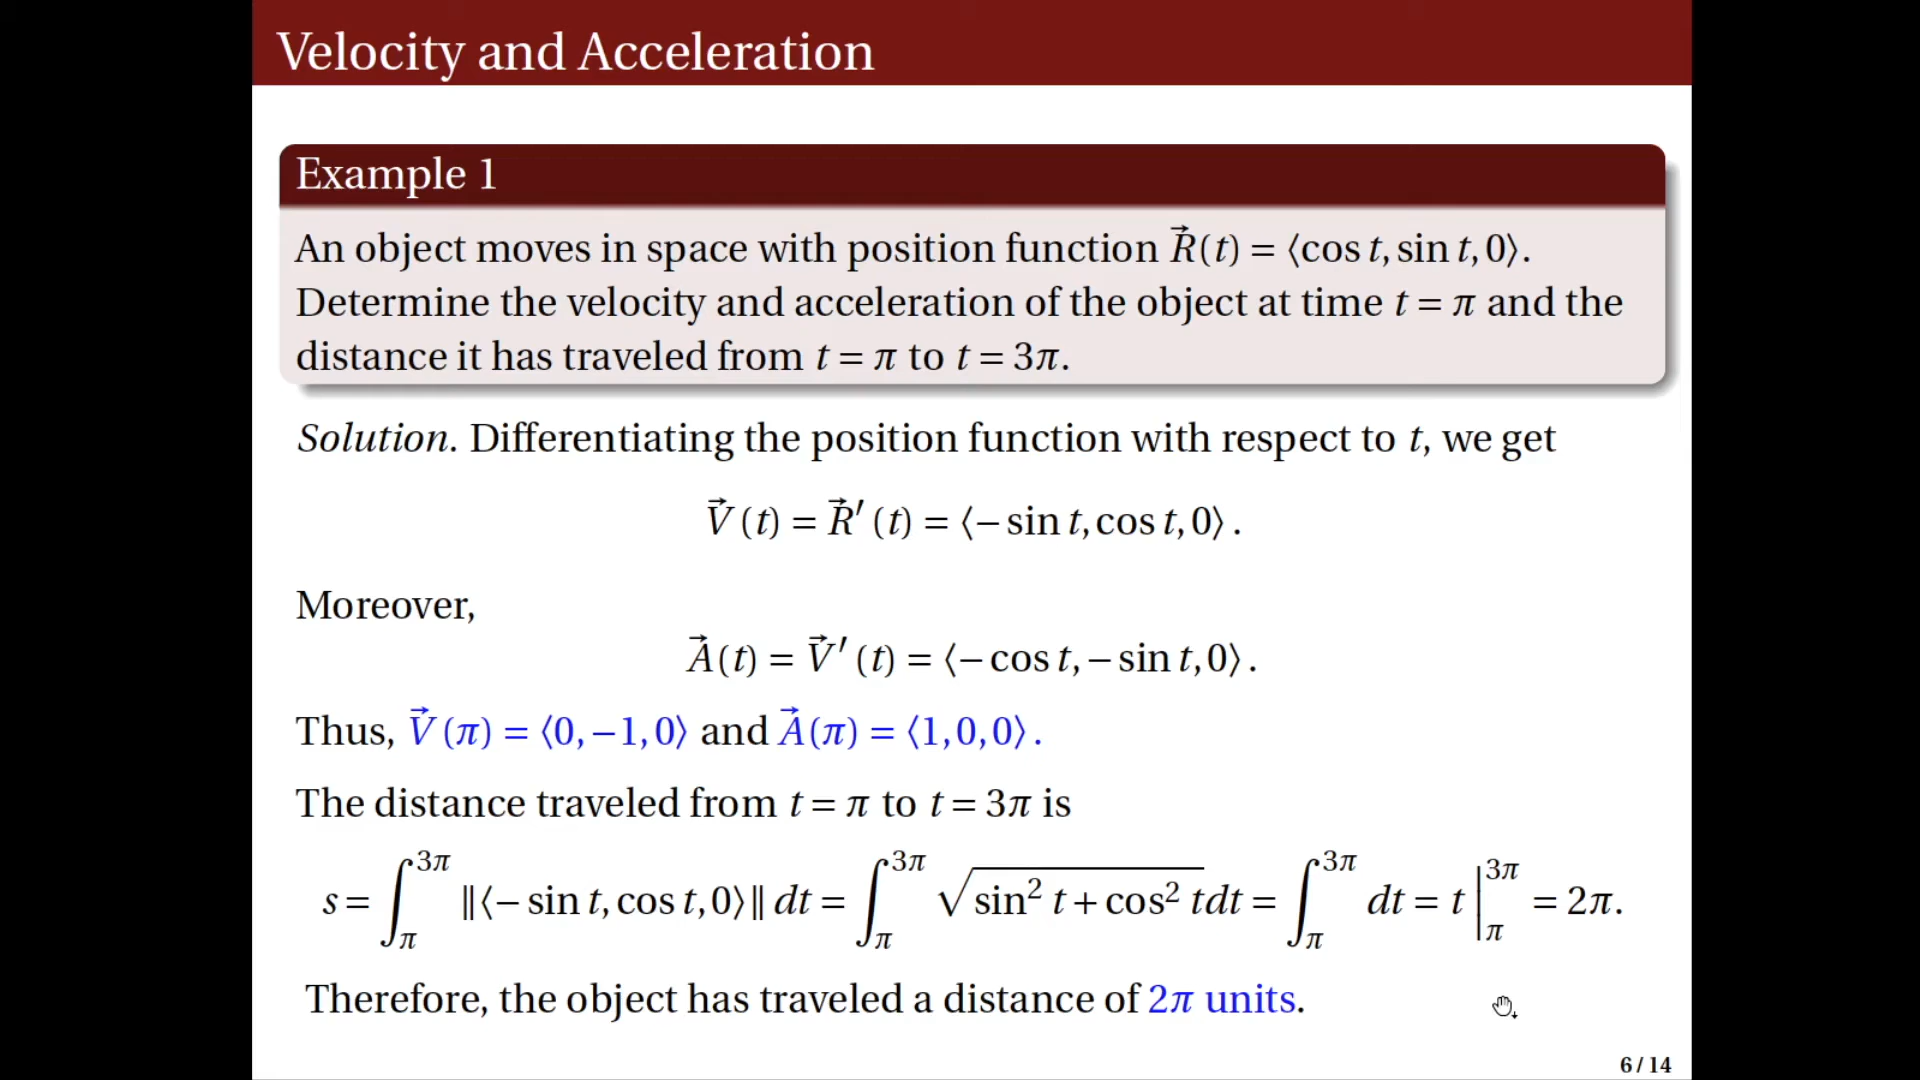 Velocity and Acceleration
Example 1
An object moves in space with position function R⃗(t) = ⟨cos t, sin t, 0⟩.
Determine the velocity and acceleration of the object at time t = π and the
distance it has traveled from t = π to t = 3π.
Solution. Differentiating the position function with respect to t, we get
V⃗ (t) = R⃗′ (t) = ⟨− sin t, cos t, 0⟩ .
Moreover,
A⃗(t) = V⃗ ′ (t) = ⟨− cos t, − sin t, 0⟩ .
Thus, V⃗ (π) = ⟨0, −1, 0⟩ and A⃗(π) = ⟨1, 0, 0⟩ .
The distance traveled from t = π to t = 3π is
s = ∫_π^{3π} ∥⟨− sin t, cos t, 0⟩∥ dt = ∫_π^{3π} √(sin² t + cos² t) dt = ∫_π^{3π} dt = t |_π^{3π} = 2π.
Therefore, the object has traveled a distance of 2π units.
6 / 14